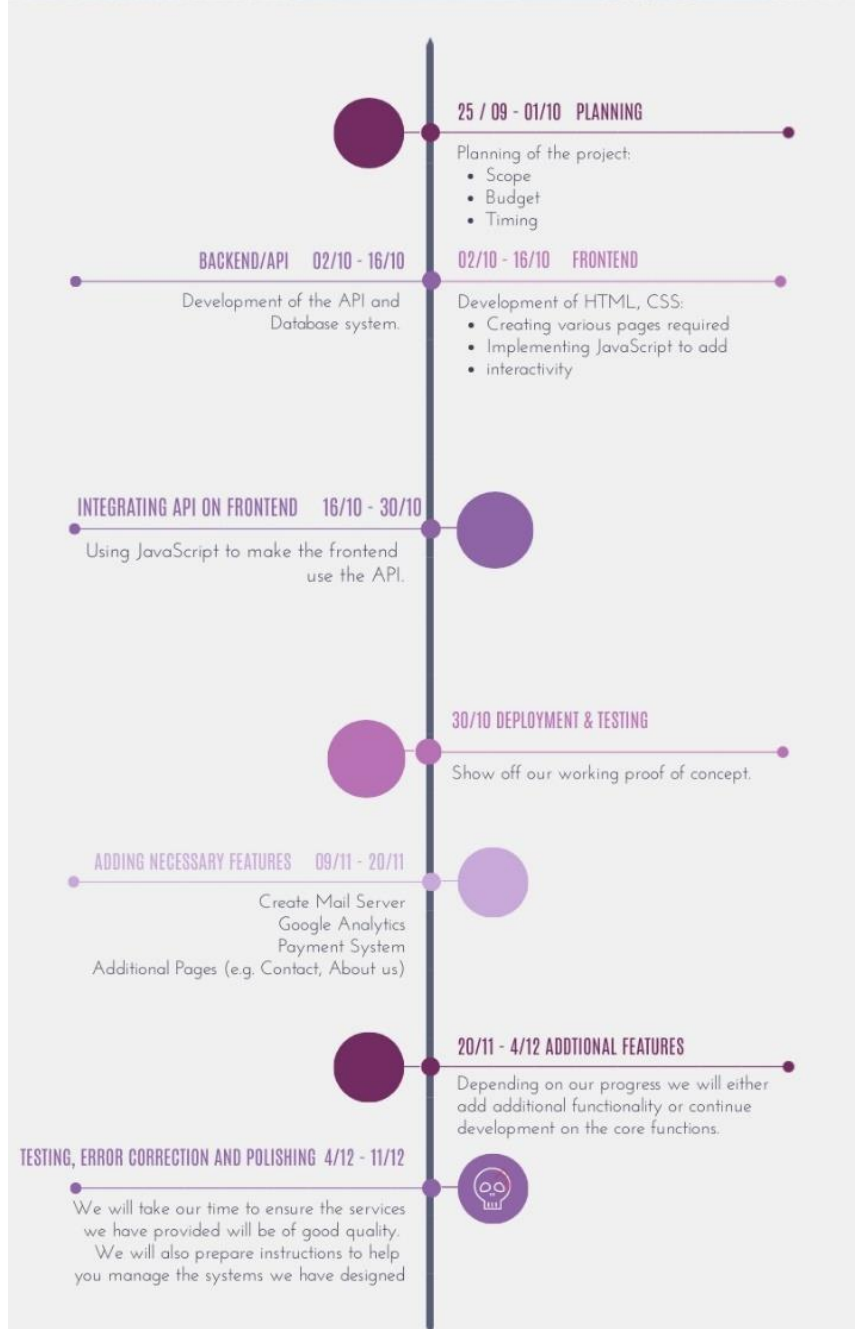 25 / 09 - 01/10 PLANNING
Planning of the project:
• Scope
• Budget
• Timing
BACKEND/API 02/10 - 16/10
Development of the API and
Database system.
02/10 - 16/10 FRONTEND
Development of HTML, CSS:
• Creating various pages required
• Implementing JavaScript to add
• interactivity
INTEGRATING API ON FRONTEND 16/10 - 30/10
Using JavaScript to make the frontend
use the API.
30/10 DEPLOYMENT & TESTING
Show off our working proof of concept.
ADDING NECESSARY FEATURES 09/11 - 20/11
Create Mail Server
Google Analytics
Payment System
Additional Pages (e.g. Contact, About us)
20/11 - 4/12 ADDTIONAL FEATURES
Depending on our progress we will either
add additional functionality or continue
development on the core functions.
TESTING, ERROR CORRECTION AND POLISHING 4/12 - 11/12
We will take our time to ensure the services
we have provided will be of good quality.
We will also prepare instructions to help
you manage the systems we have designed